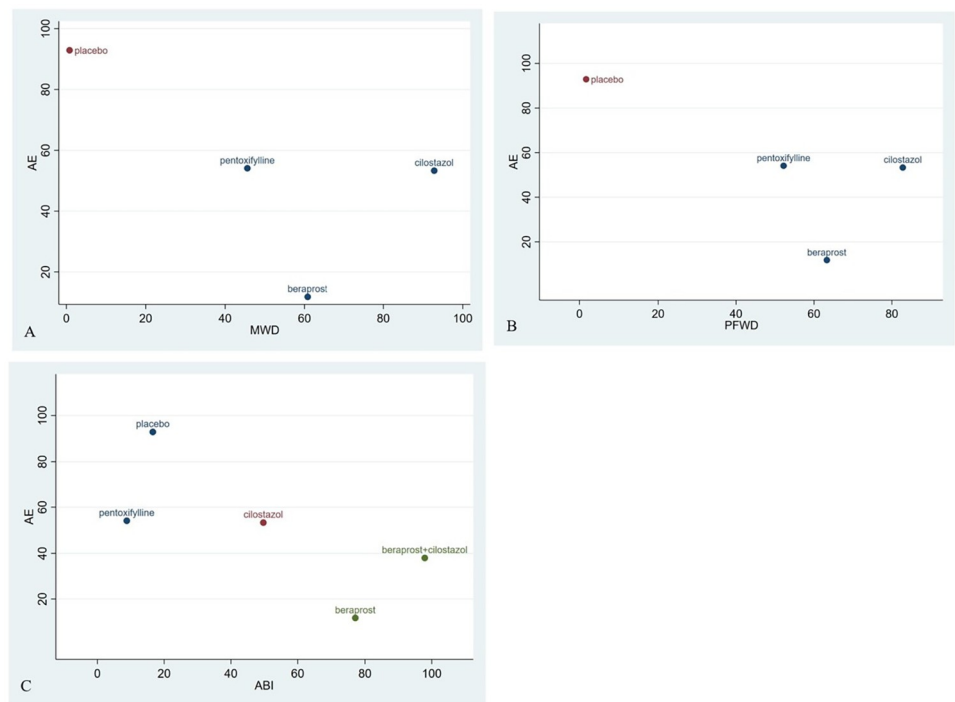 100
80
60
40
20
AE
placebo
pentoxifylline
cilostazol
beraprost
0 20 40 60 80 100
MWD
A
100
80
60
40
20
AE
placebo
pentoxifylline
cilostazol
beraprost
0 20 40 60 80
PFWD
B
100
80
60
40
20
AE
placebo
pentoxifylline
cilostazol
beraprost+cilostazol
beraprost
0 20 40 60 80 100
ABI
C